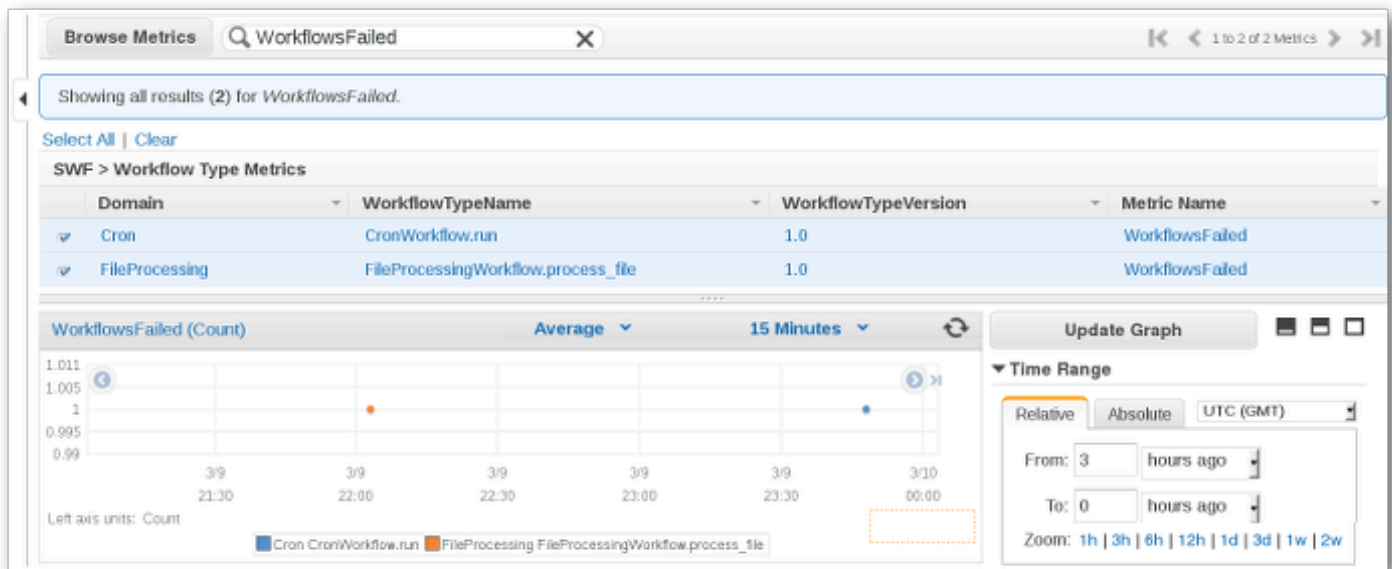 Browse Metrics WorkflowsFailed 1 to 2 of 2 Metrics
Showing all results (2) for WorkflowsFailed.
Select All | Clear
SWF > Workflow Type Metrics
Domain WorkflowTypeName WorkflowTypeVersion Metric Name
Cron CronWorkflow.run 1.0 WorkflowsFailed
FileProcessing FileProcessingWorkflow.process_file 1.0 WorkflowsFailed
WorkflowsFailed (Count) Average 15 Minutes Update Graph
1.011
1.005
1
0.995
0.99
3/9 3/9 3/9 3/9 3/9 3/10
21:30 22:00 22:30 23:00 23:30 00:00
Left axis units: Count
Cron CronWorkflow.run FileProcessing FileProcessingWorkflow.process_file
Time Range
Relative Absolute UTC (GMT)
From: 3 hours ago
To: 0 hours ago
Zoom: 1h | 3h | 6h | 12h | 1d | 3d | 1w | 2w